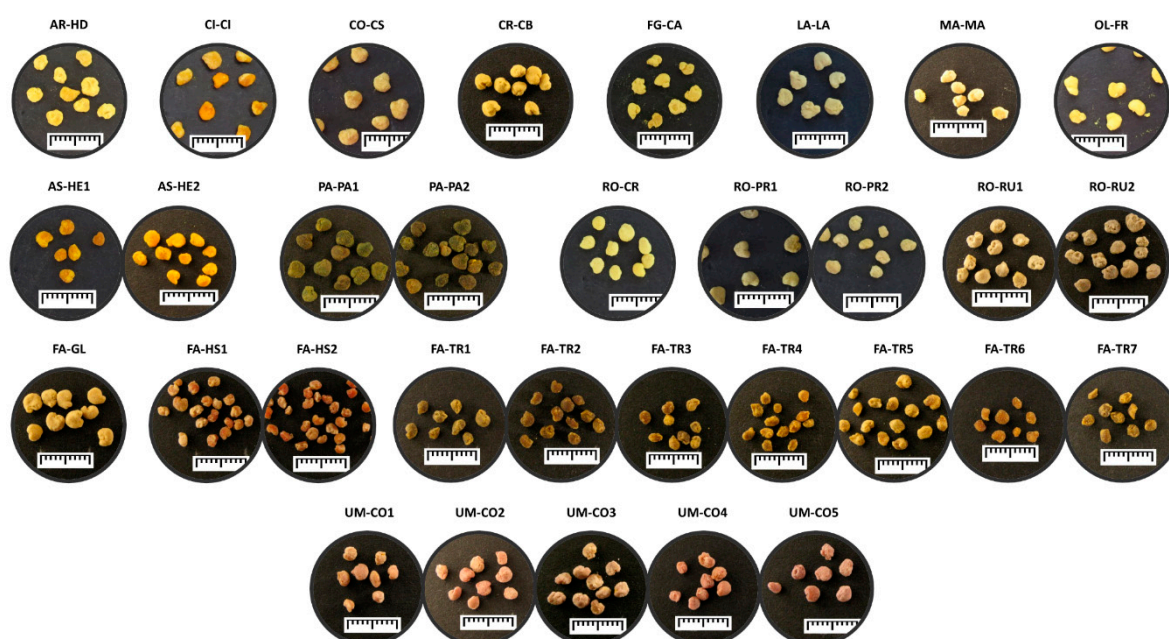 AR-HD CI-CI CO-CS CR-CB FG-CA LA-LA MA-MA OL-FR
AS-HE1 AS-HE2 PA-PA1 PA-PA2 RO-CR RO-PR1 RO-PR2 RO-RU1 RO-RU2
FA-GL FA-HS1 FA-HS2 FA-TR1 FA-TR2 FA-TR3 FA-TR4 FA-TR5 FA-TR6 FA-TR7
UM-CO1 UM-CO2 UM-CO3 UM-CO4 UM-CO5